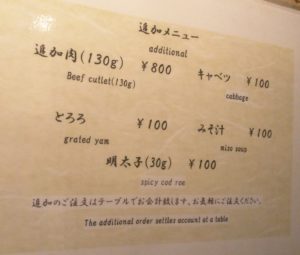 追加メニュー
additional
追加肉(130g) ¥800
Beef cutlet(130g)
キャベツ ¥100
cabbage
とろろ ¥100
grated yam
みそ汁 ¥100
miso soup
明太子(30g) ¥100
spicy cod roe
追加のご注文はテーブルでお会計致します、お気軽にご注文ください。
The additional order settles account at a table